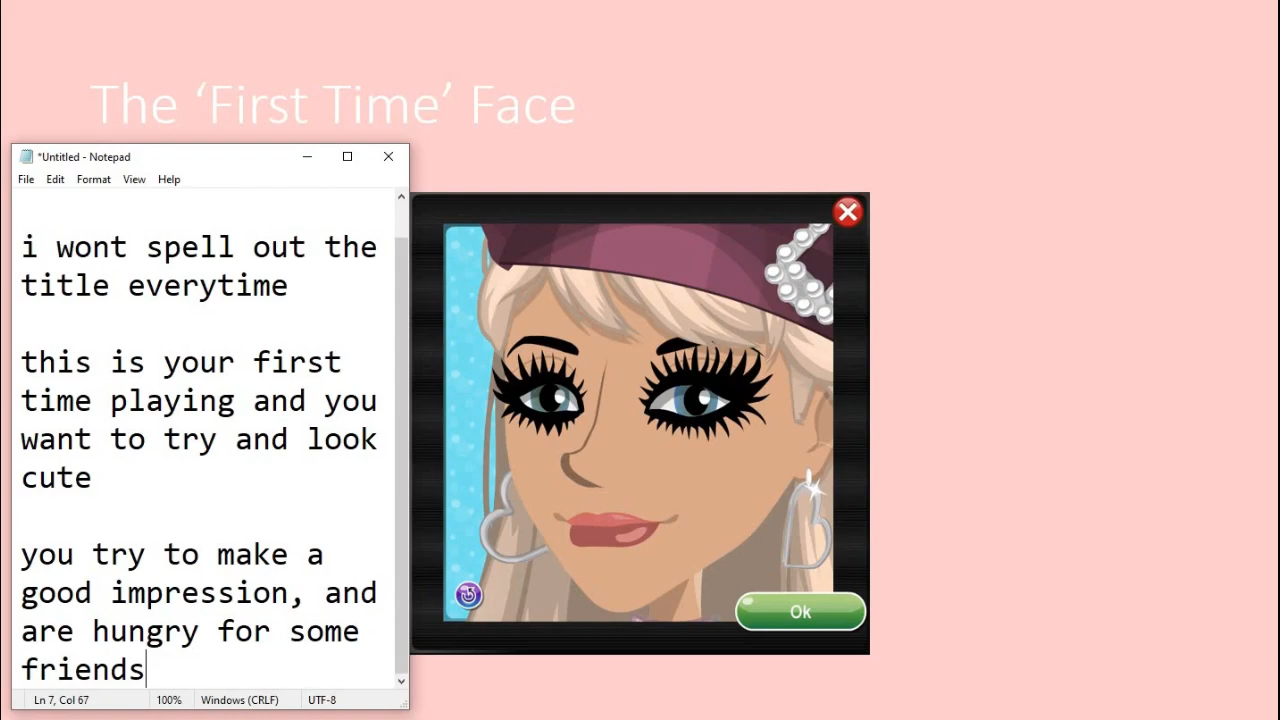 The ‘First Time’ Face
*Untitled - Notepad
File Edit Format View Help
i wont spell out the
title everytime
this is your first
time playing and you
want to try and look
cute
you try to make a
good impression, and
are hungry for some
friends
Ok
Ln 7, Col 67 100% Windows (CRLF) UTF-8